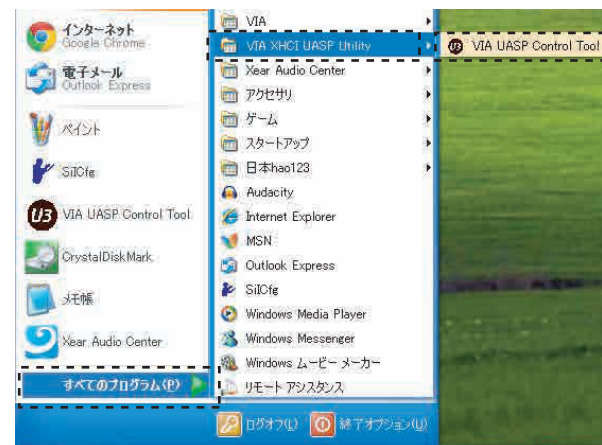 インターネット
Google Chrome
電子メール
Outlook Express
ペイント
SiICfg
VIA UASP Control Tool
CrystalDiskMark
メモ帳
Xear Audio Center
すべてのプログラム(P)
VIA
VIA XHCI UASP Utility
Xear Audio Center
アクセサリ
ゲーム
スタートアップ
日本hao123
Audacity
Internet Explorer
MSN
Outlook Express
SiICfg
Windows Media Player
Windows Messenger
Windows ムービー メーカー
リモート アシスタンス
U3 VIA UASP Control Tool
ログオフ(L)
終了オプション(U)